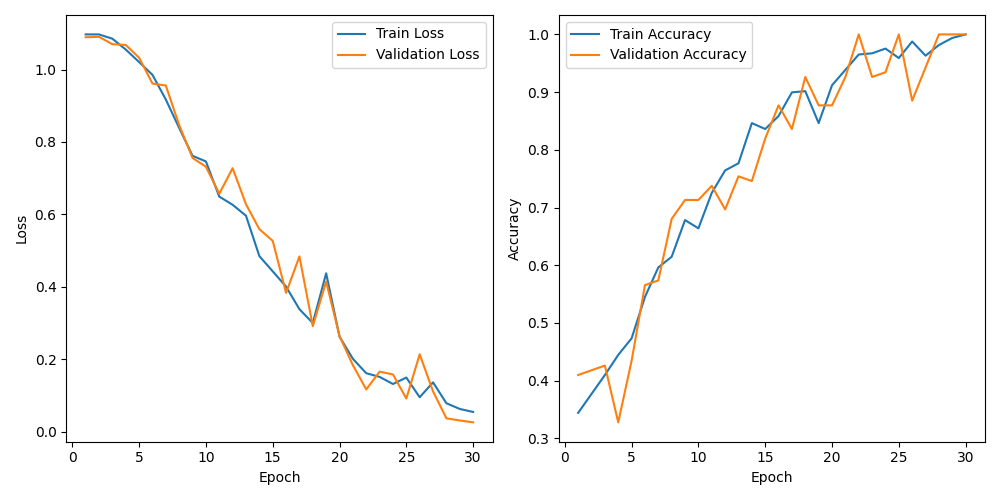 Train Loss
Validation Loss
1.0
0.8
0.6
0.4
0.2
0.0
Loss
0 5 10 15 20 25 30
Epoch
Train Accuracy
Validation Accuracy
1.0
0.9
0.8
0.7
0.6
0.5
0.4
0.3
Accuracy
0 5 10 15 20 25 30
Epoch